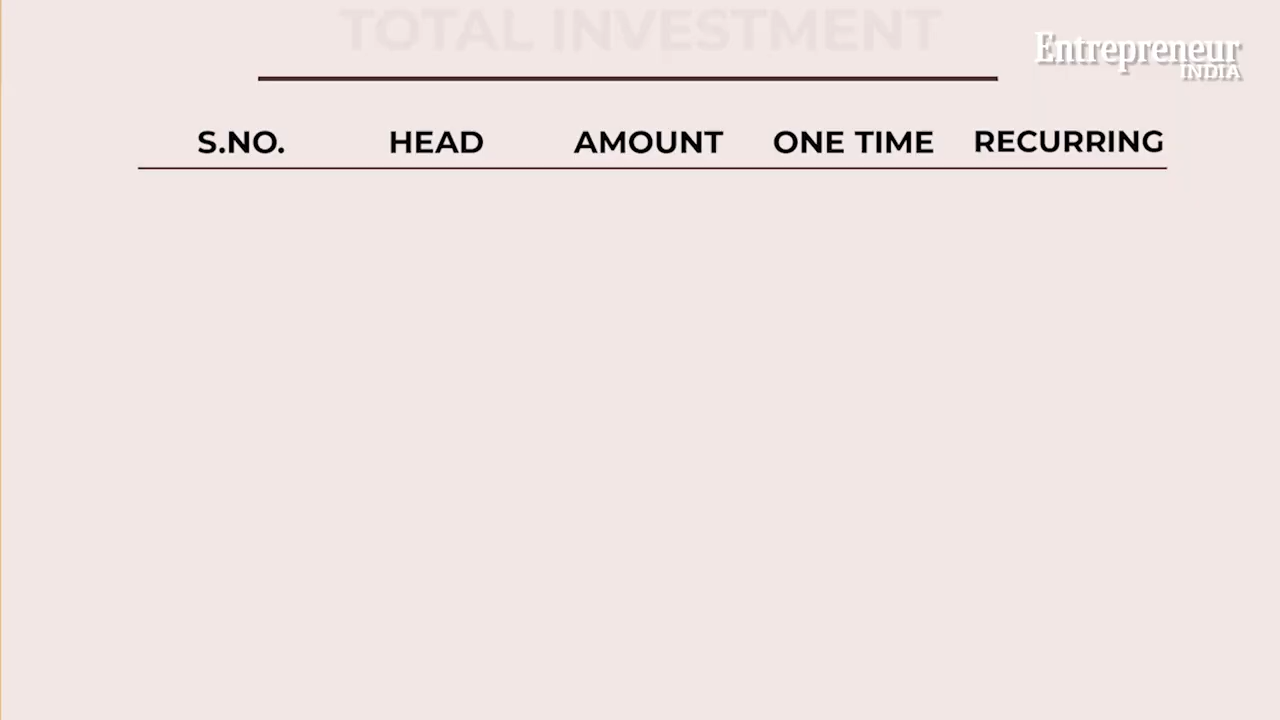 TOTAL INVESTMENT
Entrepreneur
INDIA
S.NO. HEAD AMOUNT ONE TIME RECURRING